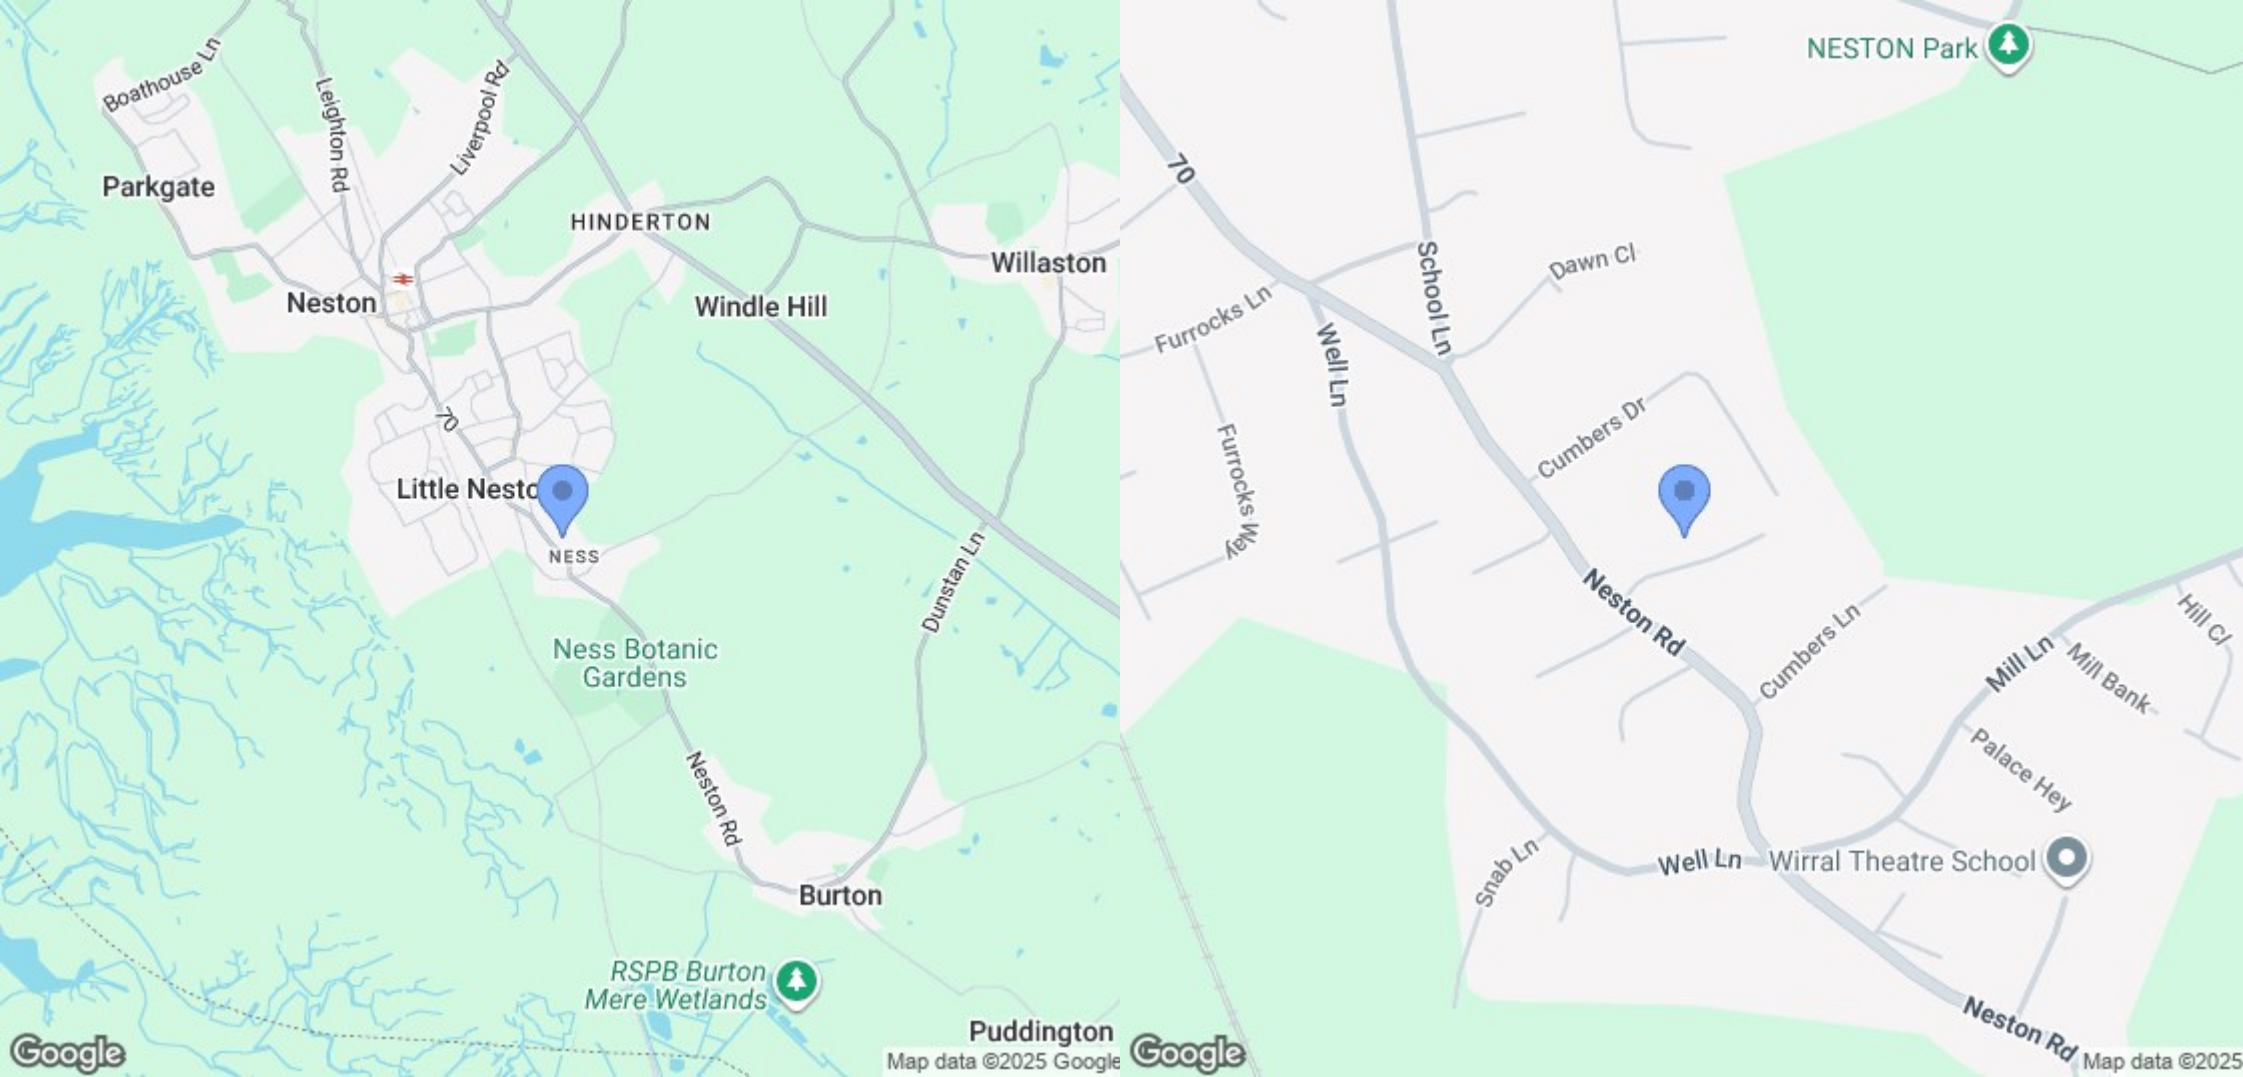 Boathouse Ln
Leighton Rd
Liverpool Rd
Parkgate
HINDERTON
Willaston
Neston
Windle Hill
70
Little Nesto
NESS
Dunstan Ln
Ness Botanic
Gardens
Neston Rd
Burton
RSPB Burton
Mere Wetlands
Puddington
Google
Map data ©2025 Google
NESTON Park
70
School Ln
Dawn Cl
Furrocks Ln
Well Ln
Cumbers Dr
Furrocks Way
Neston Rd
Cumbers Ln
Hill Cl
Mill Ln
Mill Bank
Palace Hey
Snab Ln
Well Ln
Wirral Theatre School
Neston Rd
Google
Map data ©2025